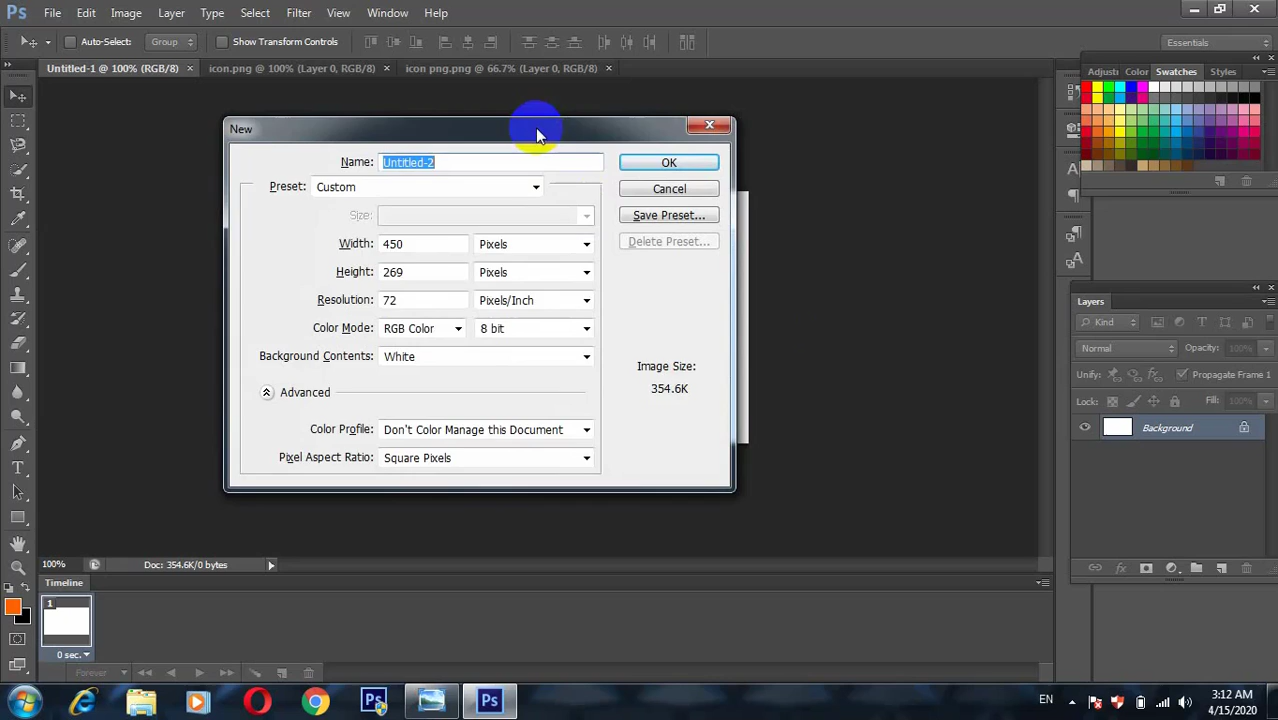 Ps File Edit Image Layer Type Select Filter View Window Help
Auto-Select: Group Show Transform Controls Essentials
Untitled-1 @ 100% (RGB/8) × icon.png @ 100% (Layer 0, RGB/8) × icon png.png @ 66.7% (Layer 0, RGB/8) ×
Adjusti Color Swatches Styles
New
Name: Untitled-2 OK
Preset: Custom Cancel
Size: Save Preset...
Width: 450 Pixels Delete Preset...
Height: 269 Pixels
Resolution: 72 Pixels/Inch
Color Mode: RGB Color 8 bit
Background Contents: White
Image Size:
354.6K
Advanced
Color Profile: Don't Color Manage this Document
Pixel Aspect Ratio: Square Pixels
Layers
Kind
Normal Opacity: 100%
Unify: Propagate Frame 1
Lock: Fill: 100%
Background
100% Doc: 354.6K/0 bytes
Timeline
1
0 sec.
Forever
Ps Ps EN 3:12 AM
4/15/2020